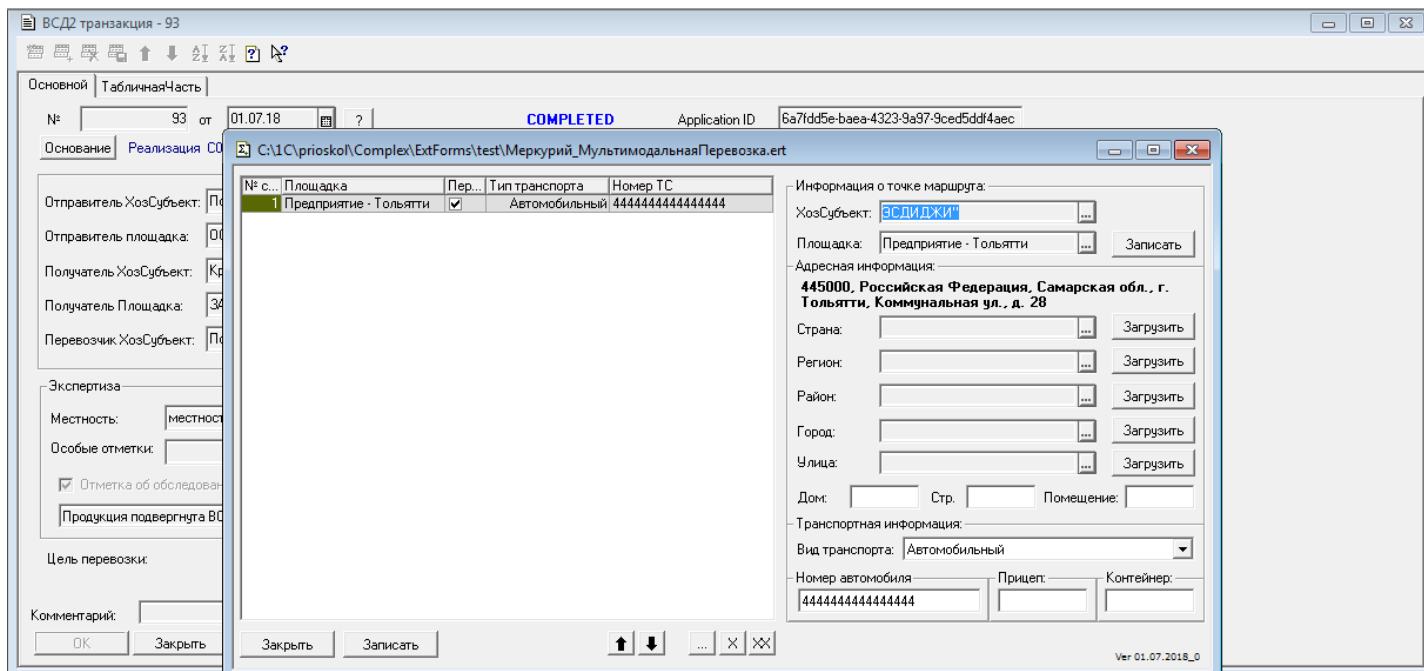 ВСД2 транзакция - 93
Основной ТабличнаяЧасть
№ 93 от 01.07.18 ? COMPLETED Application ID 6a7fdd5e-baea-4323-9a97-9ced5ddf4aec
Основание Реализация
Отправитель ХозСубъект:
Отправитель площадка:
Получатель ХозСубъект:
Получатель Площадка:
Перевозчик ХозСубъект:
Экспертиза
Местность:
Особые отметки:
Отметка об обследован
Продукция подвергнута
Цель перевозки:
Комментарий:
OK Закрыть
C:\1C\prioskol\Complex\ExtForms\test\Меркурий_МультимодальнаяПеревозка.ert
№ с... Площадка Пер... Тип транспорта Номер ТС
1 Предприятие - Тольятти Автомобильный 4444444444444444
Закрыть Записать ... X XX
Информация о точке маршрута:
ХозСубъект: ЭСДИДЖИ" ...
Площадка: Предприятие - Тольятти ... Записать
Адресная информация:
445000, Российская Федерация, Самарская обл., г.
Тольятти, Коммунальная ул., д. 28
Страна: ... Загрузить
Регион: ... Загрузить
Район: ... Загрузить
Город: ... Загрузить
Улица: ... Загрузить
Дом: Стр. Помещение:
Транспортная информация:
Вид транспорта: Автомобильный
Номер автомобиля Прицеп: Контейнер:
4444444444444444
Ver 01.07.2018_0